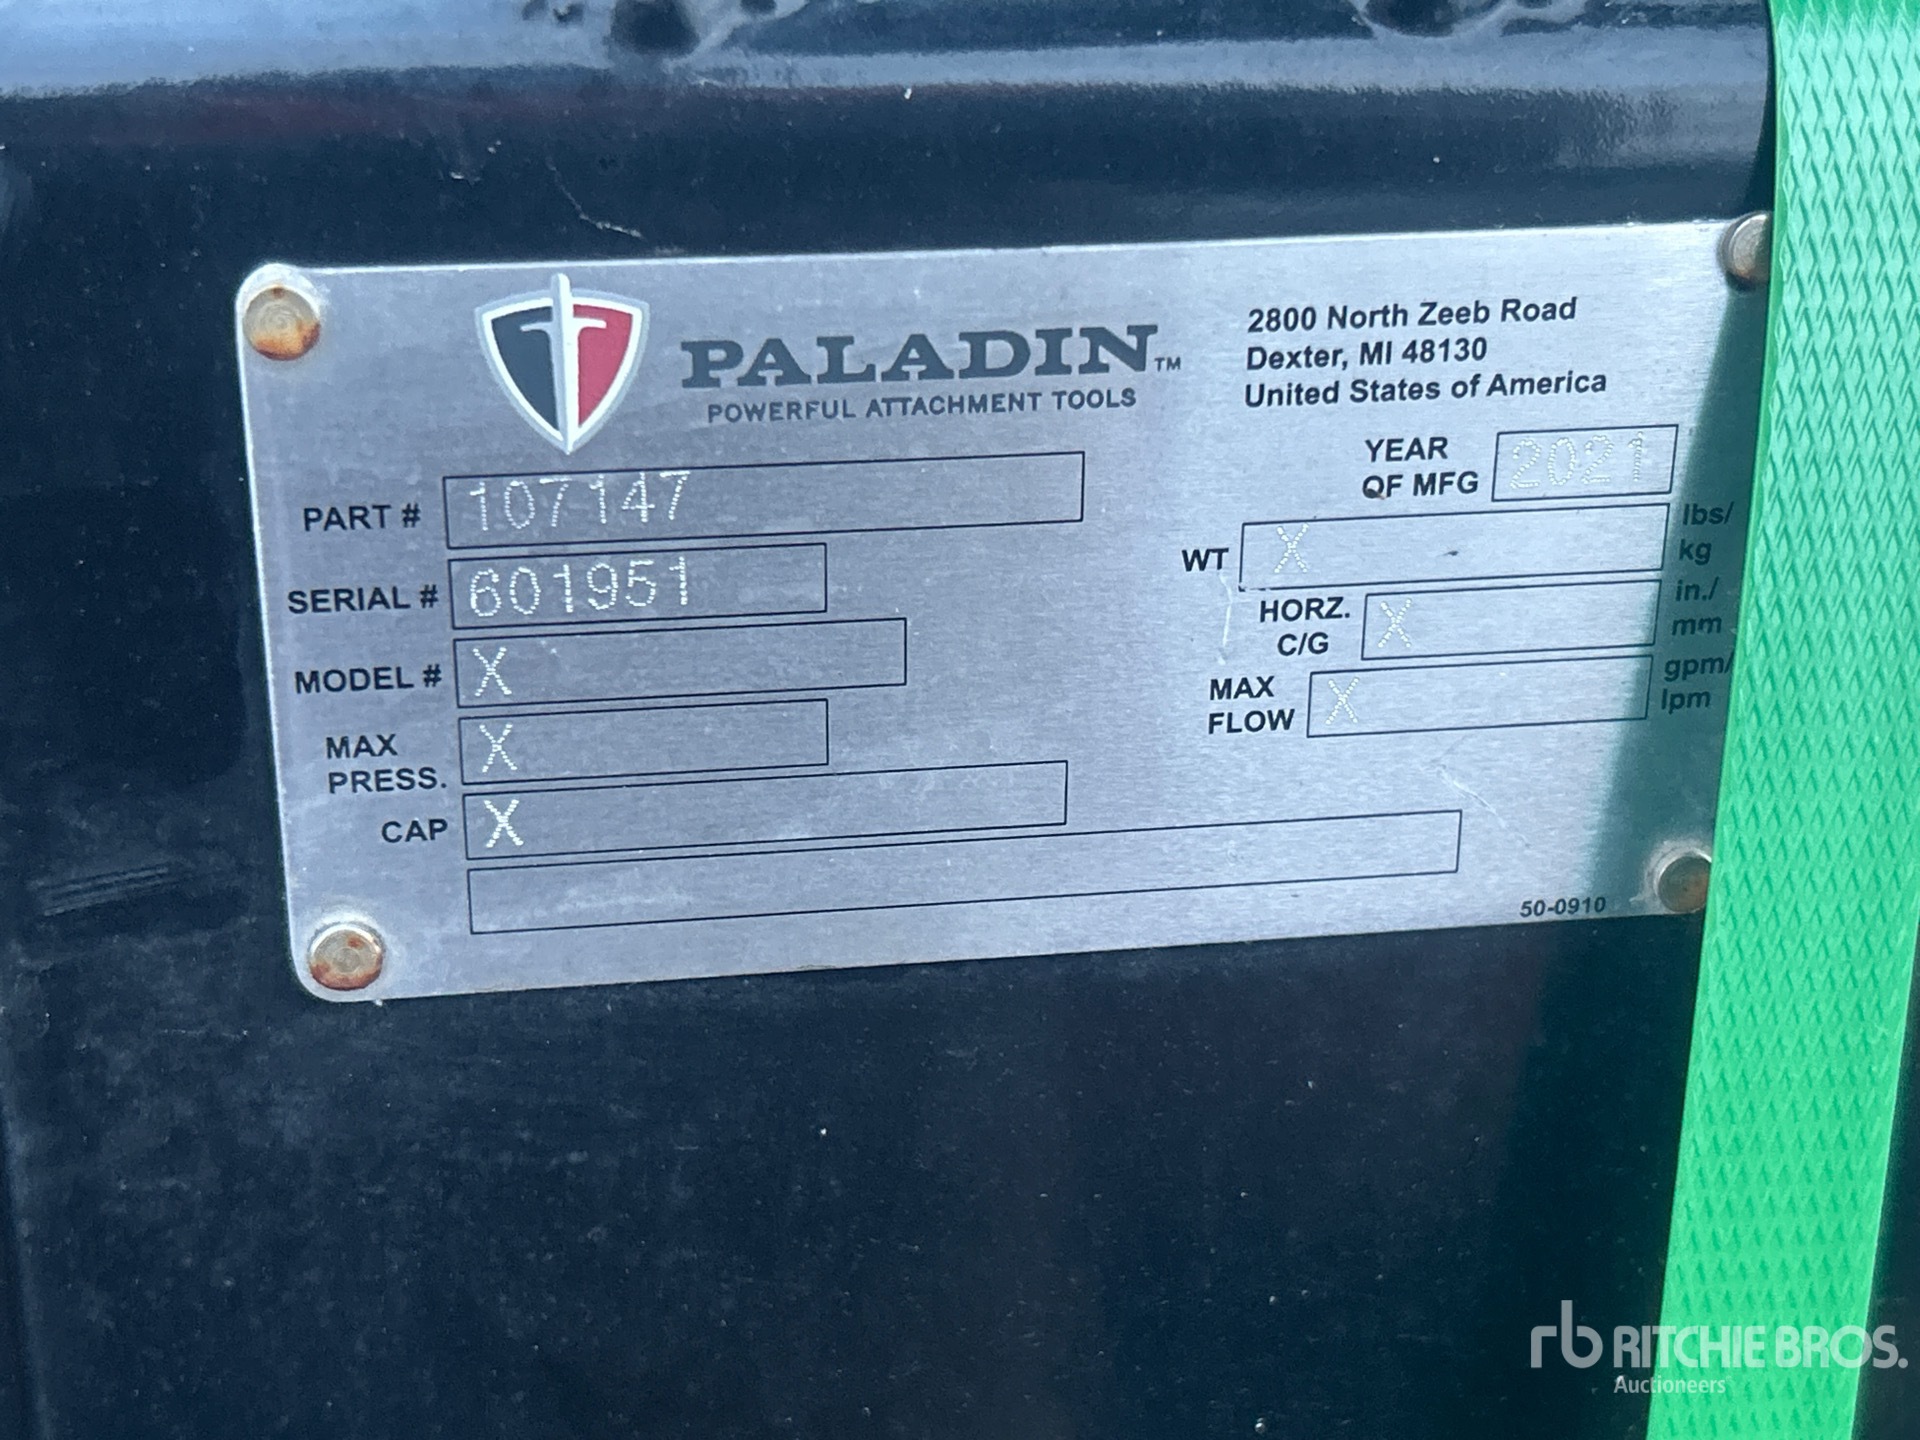 PALADIN™
POWERFUL ATTACHMENT TOOLS
2800 North Zeeb Road
Dexter, MI 48130
United States of America
YEAR
OF MFG 2021
PART # 107147
SERIAL # 601951
MODEL # X
MAX
PRESS. X
CAP X
WT X lbs/
kg
HORZ.
C/G X in./
mm
MAX
FLOW X gpm/
lpm
50-0910
rb RITCHIE BROS.
Auctioneers